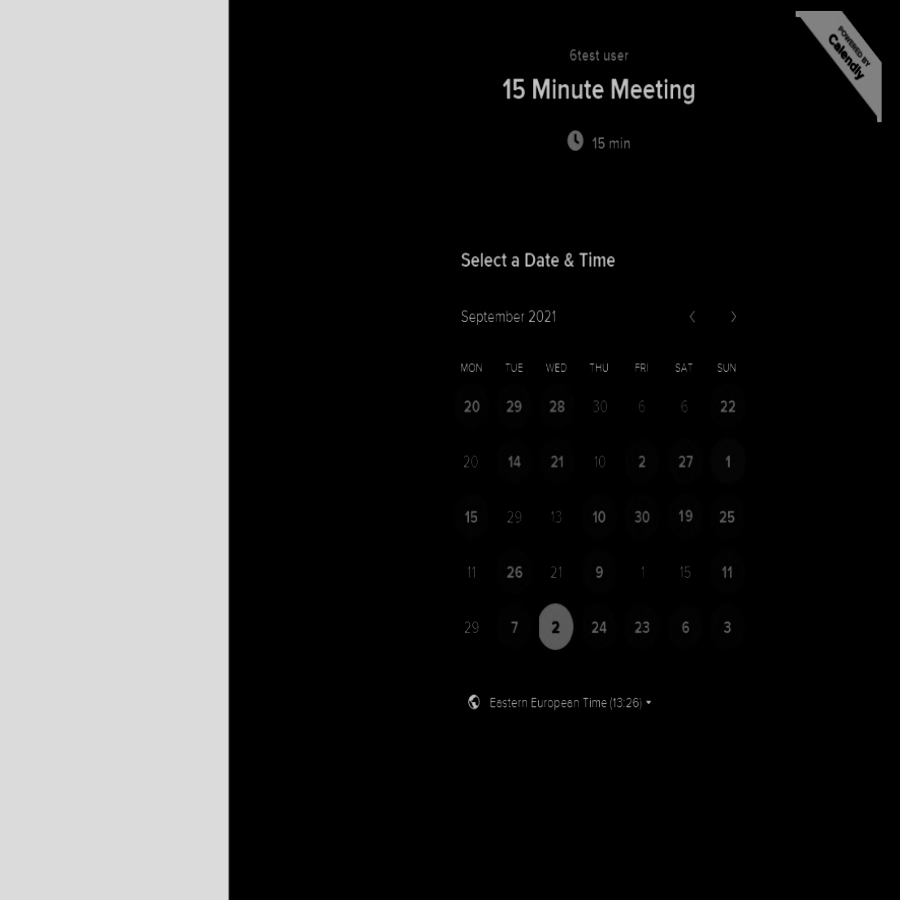 POWERED BY
Calendly
6test user
15 Minute Meeting
15 min
Select a Date & Time
September 2021
MON TUE WED THU FRI SAT SUN
20 29 28 30 6 6 22
20 14 21 10 2 27 1
15 29 13 10 30 19 25
11 26 21 9 1 15 11
29 7 2 24 23 6 3
Eastern European Time (13:26)